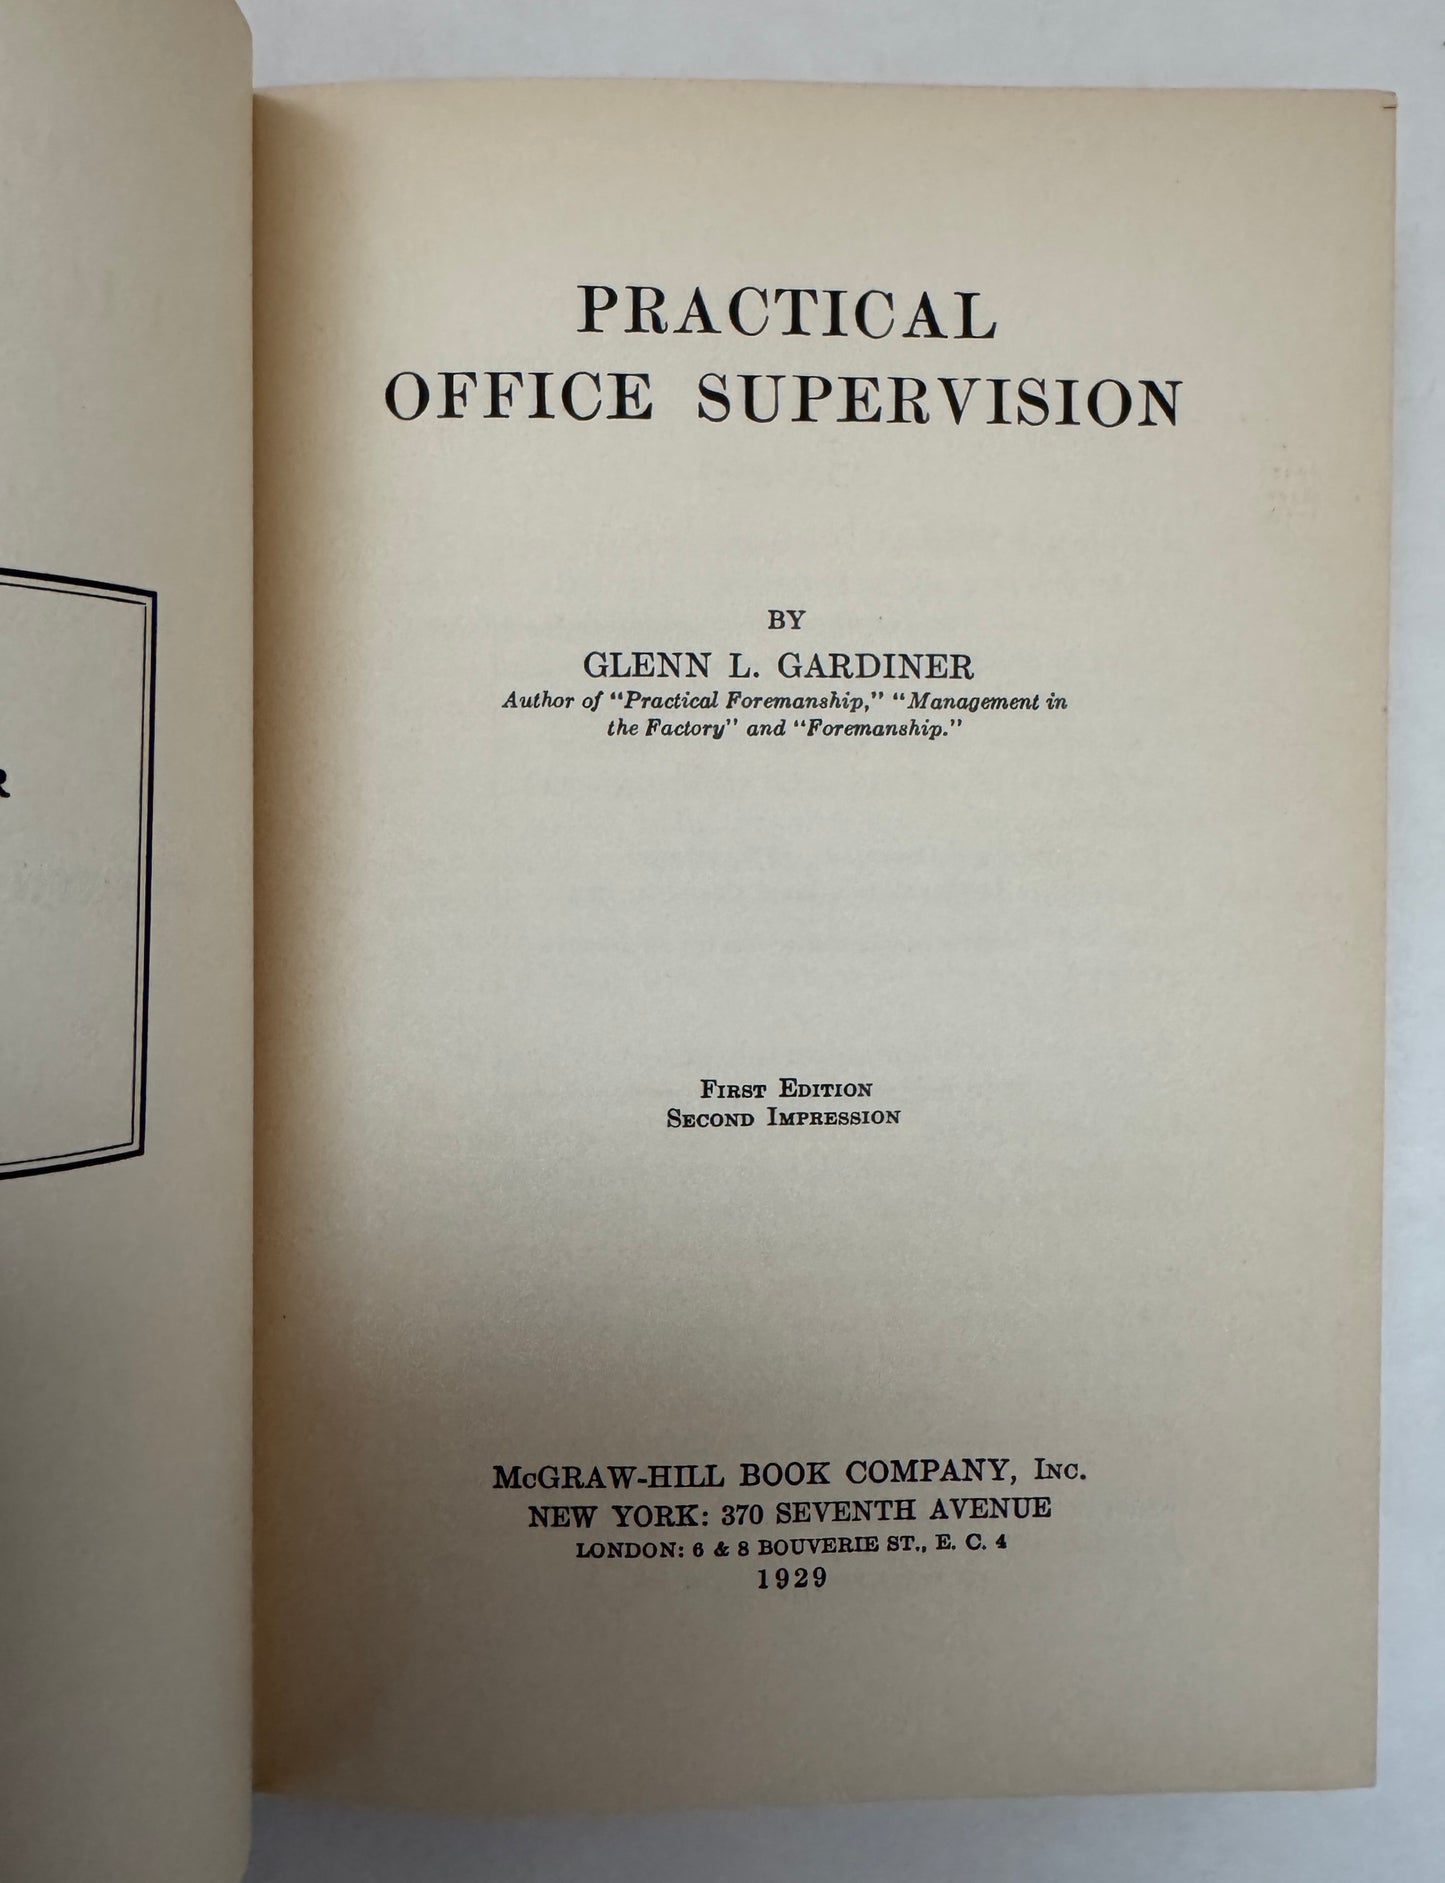 PRACTICAL
OFFICE SUPERVISION
BY
GLENN L. GARDINER
Author of "Practical Foremanship," "Management in
the Factory" and "Foremanship."
FIRST EDITION
SECOND IMPRESSION
McGRAW-HILL BOOK COMPANY, INC.
NEW YORK: 370 SEVENTH AVENUE
LONDON: 6 & 8 BOUVERIE ST., E. C. 4
1929